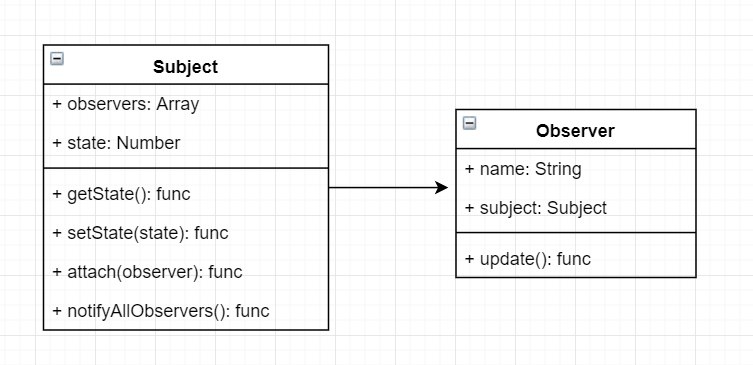 Subject
+ observers: Array
+ state: Number
+ getState(): func
+ setState(state): func
+ attach(observer): func
+ notifyAllObservers(): func
Observer
+ name: String
+ subject: Subject
+ update(): func